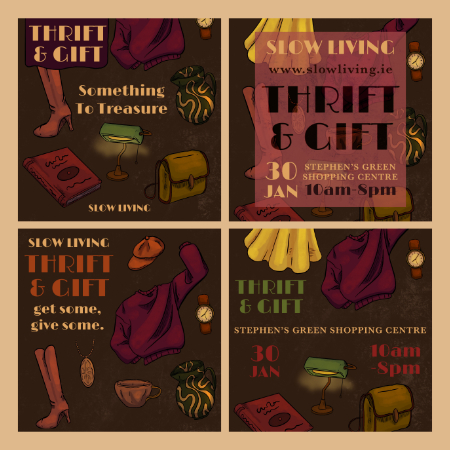 THRIFT
& GIFT
Something
To Treasure
SLOW LIVING
SLOW LIVING
www.slowliving.ie
THRIFT
& GIFT
30
JAN
STEPHEN'S GREEN
SHOPPING CENTRE
10am-8pm
SLOW LIVING
THRIFT
& GIFT
get some,
give some.
THRIFT
& GIFT
STEPHEN'S GREEN SHOPPING CENTRE
30
JAN
10am
-8pm